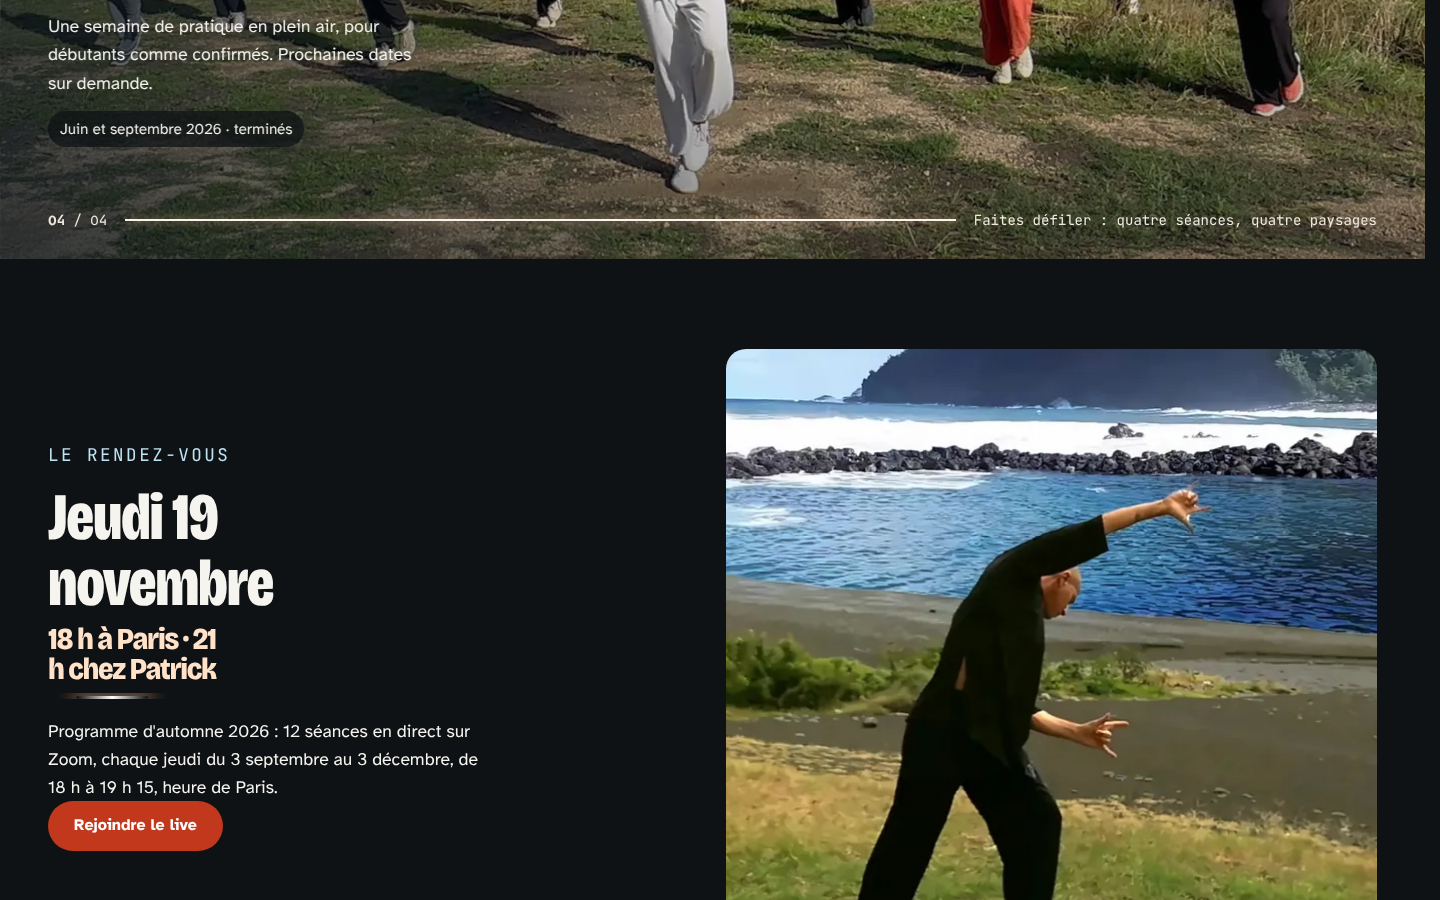 Une semaine de pratique en plein air, pour
débutants comme confirmés. Prochaines dates
sur demande.
Juin et septembre 2026 · terminés
04 / 04
Faites défiler : quatre séances, quatre paysages
LE RENDEZ-VOUS
Jeudi 19
novembre
18 h à Paris · 21
h chez Patrick
Programme d'automne 2026 : 12 séances en direct sur
Zoom, chaque jeudi du 3 septembre au 3 décembre, de
18 h à 19 h 15, heure de Paris.
Rejoindre le live